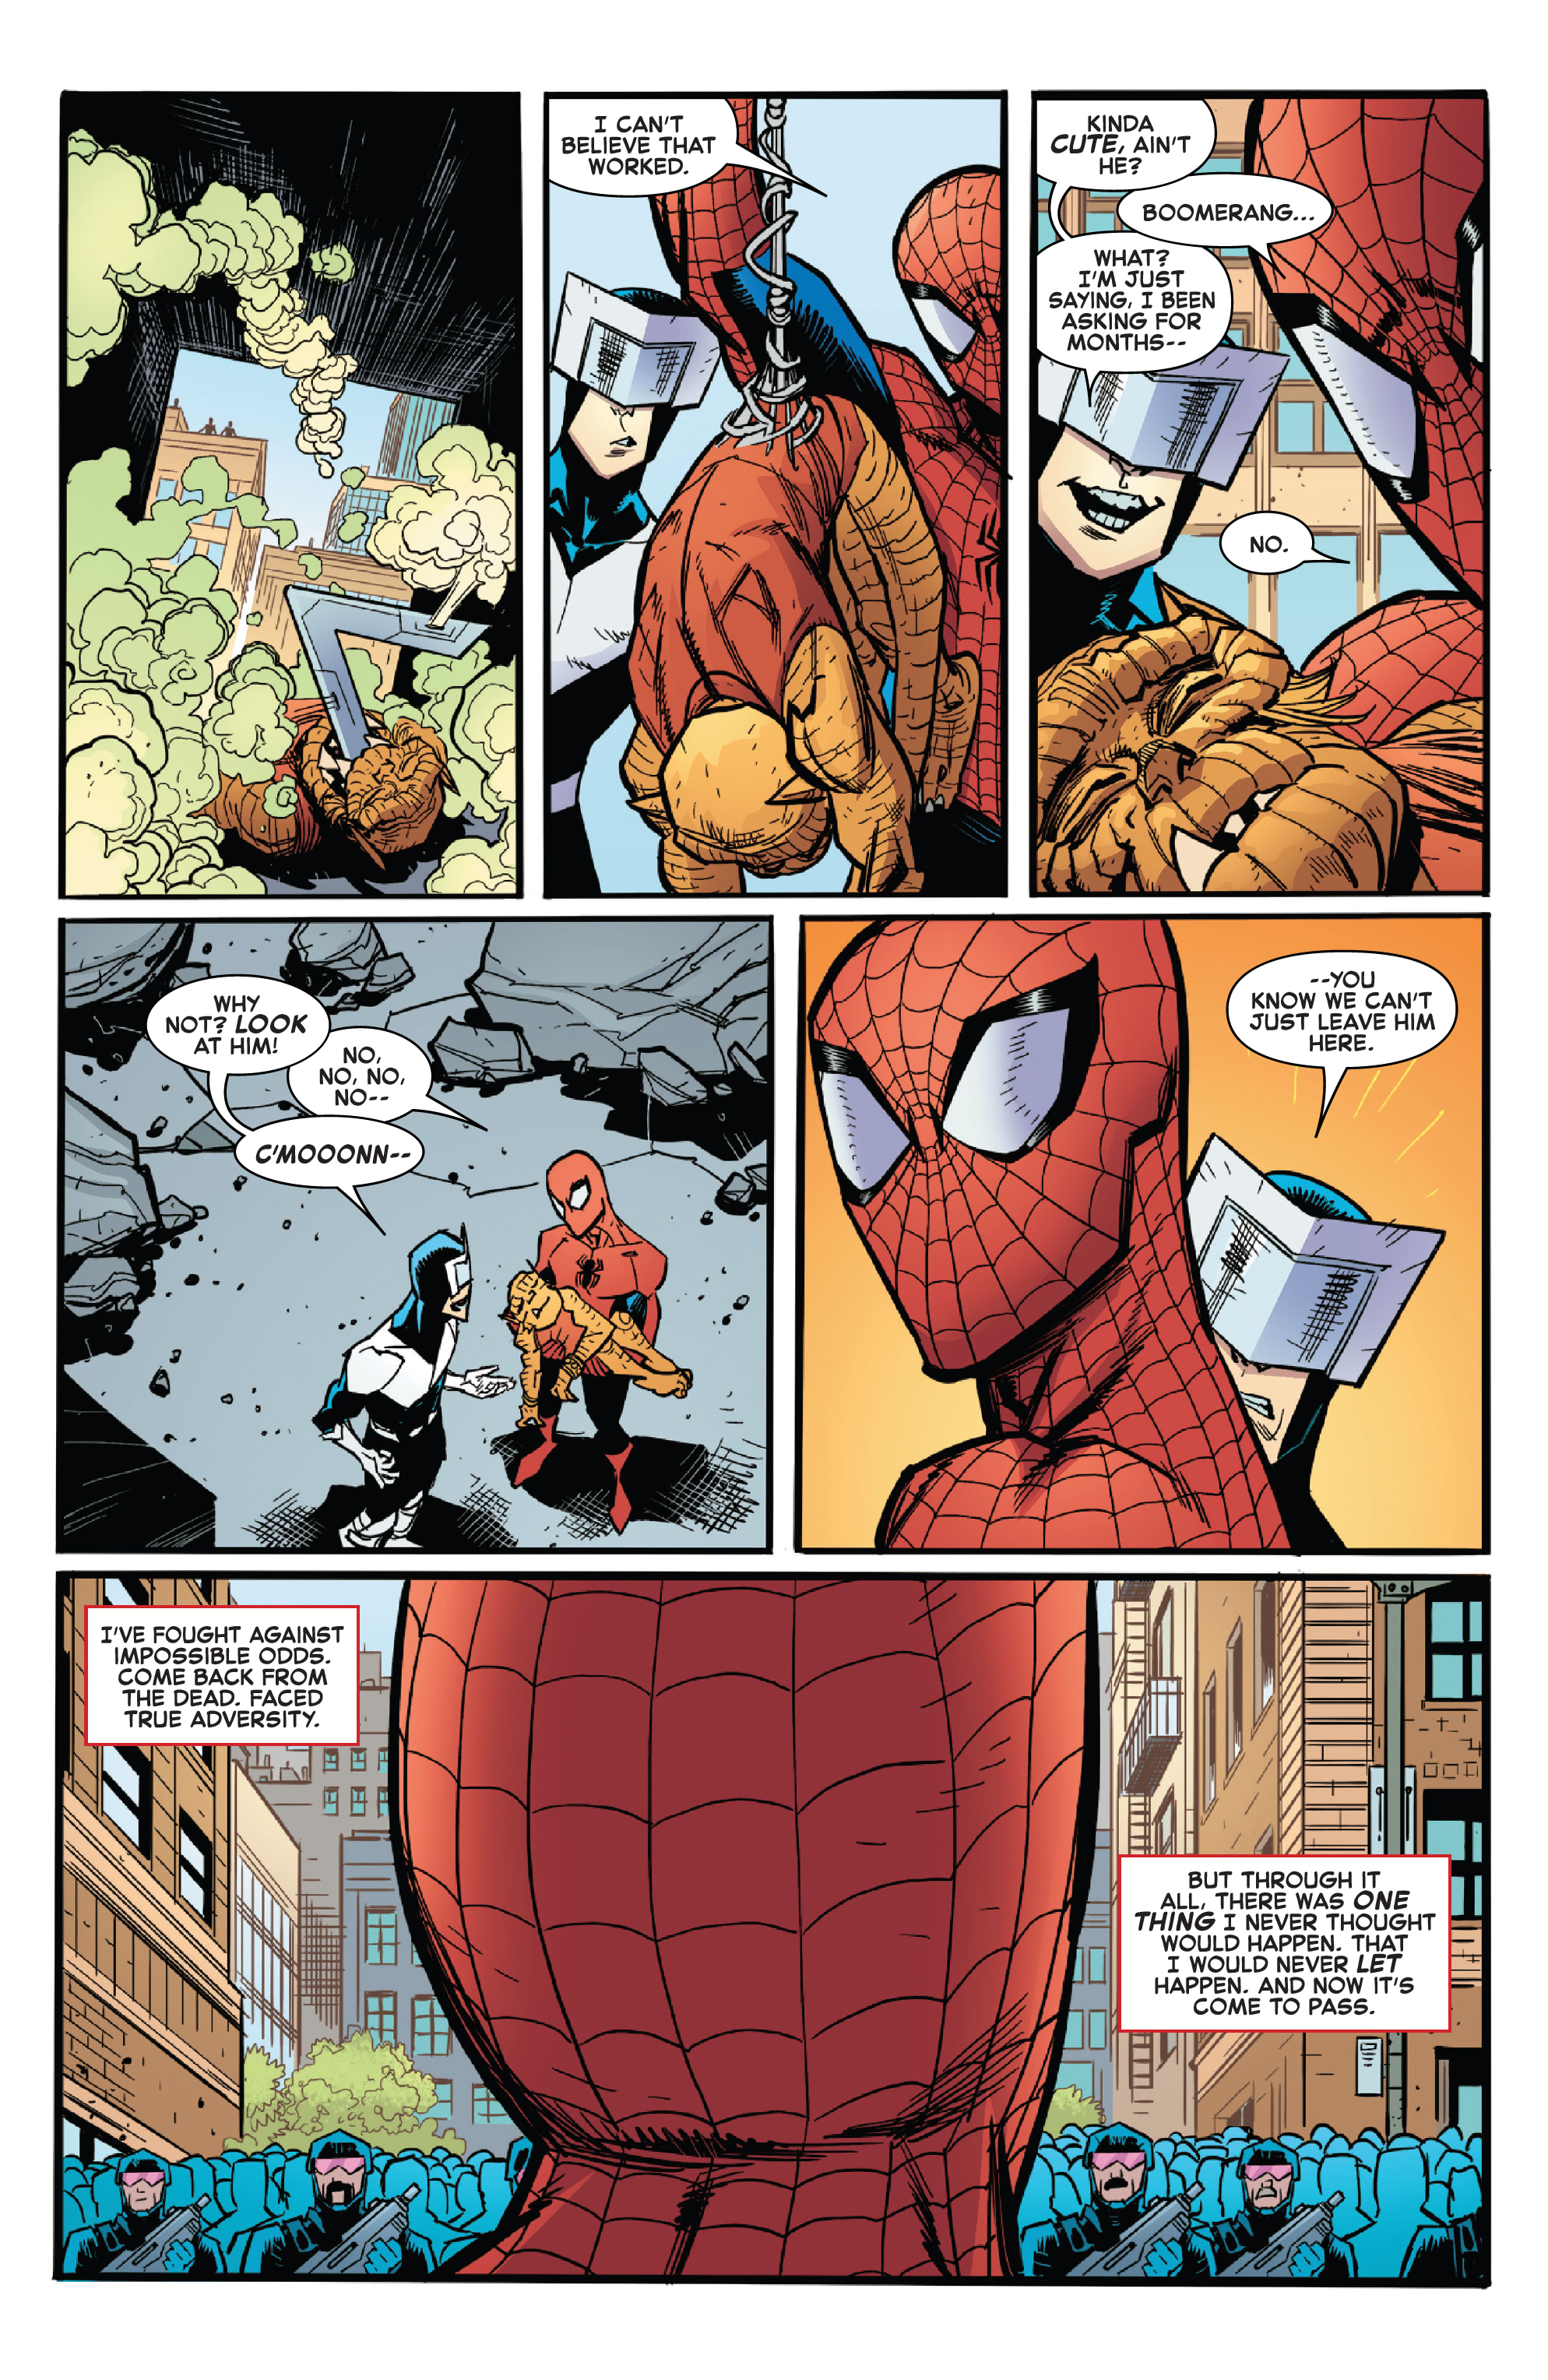 I CAN'T
BELIEVE THAT
WORKED.
KINDA
CUTE, AIN'T
HE?
BOOMERANG...
WHAT?
I'M JUST
SAYING, I BEEN
ASKING FOR
MONTHS--
NO.
WHY
NOT? LOOK
AT HIM!
NO,
NO, NO,
NO--
C'MOOONN--
--YOU
KNOW WE CAN'T
JUST LEAVE HIM
HERE.
I'VE FOUGHT AGAINST
IMPOSSIBLE ODDS.
COME BACK FROM
THE DEAD. FACED
TRUE ADVERSITY.
BUT THROUGH IT
ALL, THERE WAS ONE
THING I NEVER THOUGHT
WOULD HAPPEN. THAT
I WOULD NEVER LET
HAPPEN. AND NOW IT'S
COME TO PASS.